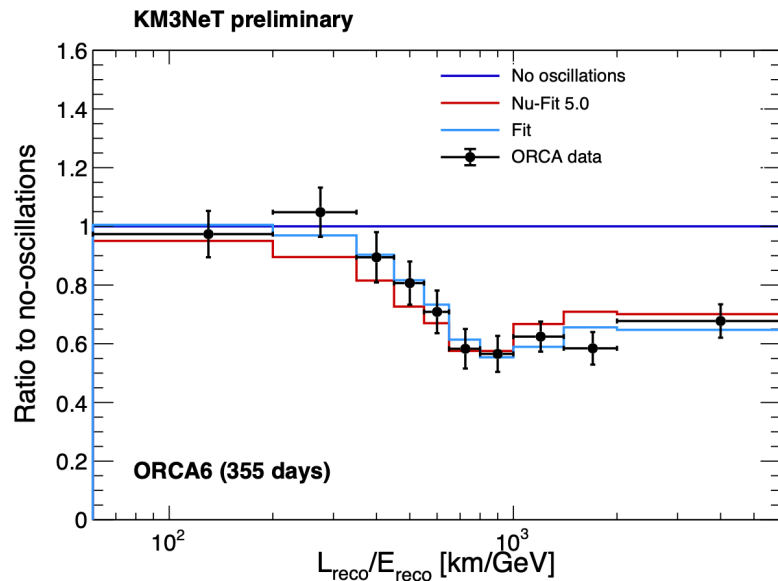 KM3NeT preliminary
1.6
1.4
1.2
1
0.8
0.6
0.4
0.2
0
Ratio to no-oscillations
No oscillations
Nu-Fit 5.0
Fit
ORCA data
ORCA6 (355 days)
10²
10³
L_reco/E_reco [km/GeV]